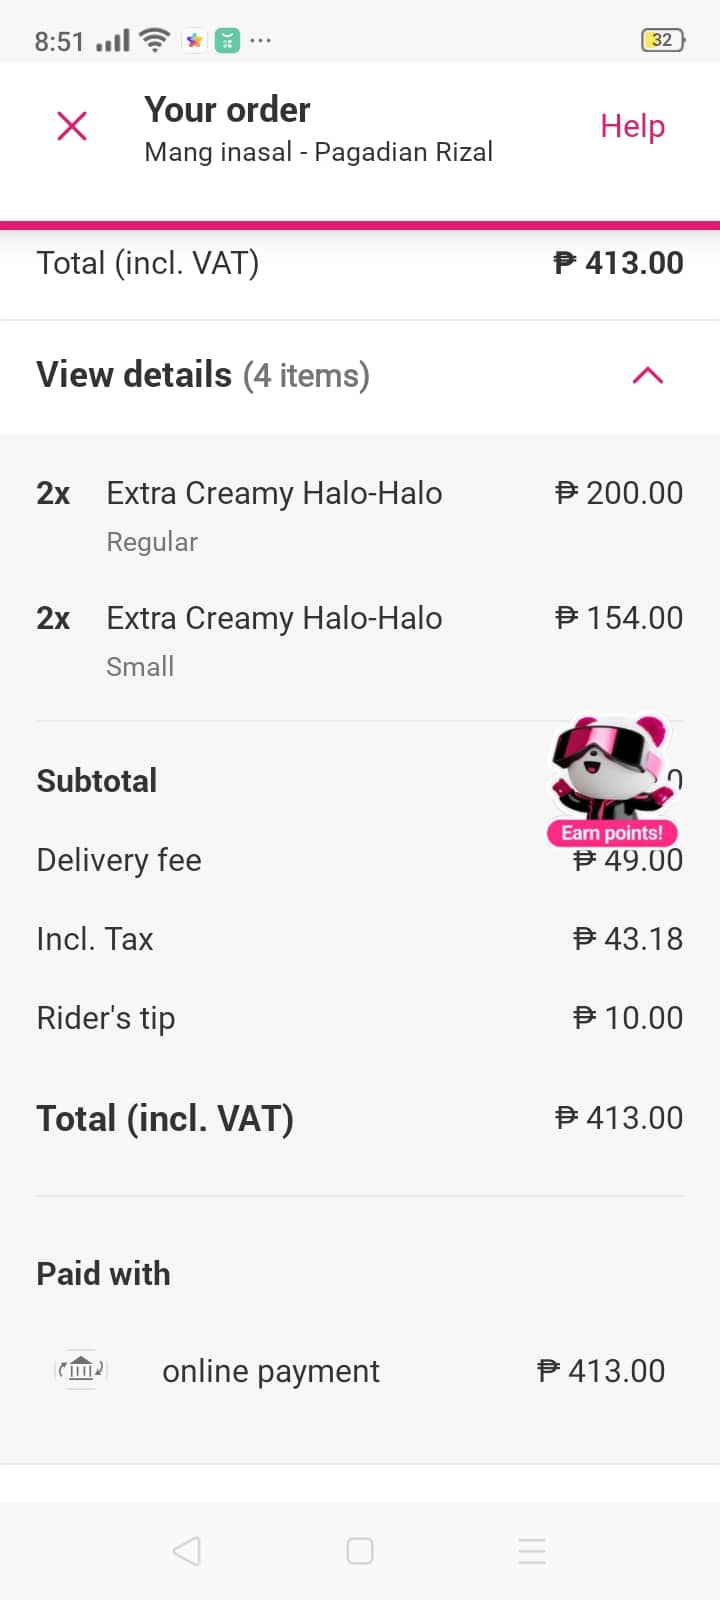 8:51
32
Your order
Help
Mang inasal - Pagadian Rizal
Total (incl. VAT) ₱ 413.00
View details (4 items)
2x Extra Creamy Halo-Halo ₱ 200.00
Regular
2x Extra Creamy Halo-Halo ₱ 154.00
Small
Subtotal
Earn points!
Delivery fee ₱ 49.00
Incl. Tax ₱ 43.18
Rider's tip ₱ 10.00
Total (incl. VAT) ₱ 413.00
Paid with
online payment ₱ 413.00